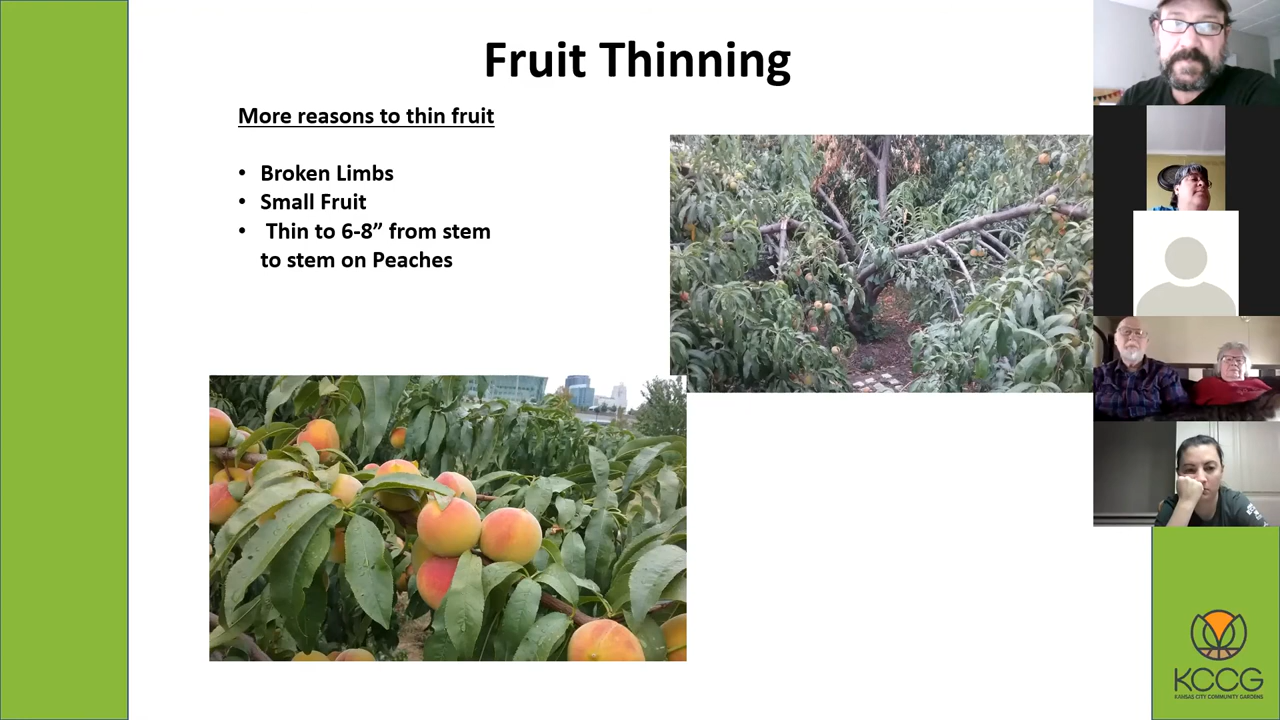 Fruit Thinning
More reasons to thin fruit
• Broken Limbs
• Small Fruit
• Thin to 6-8” from stem
to stem on Peaches
KCCG
KANSAS CITY COMMUNITY GARDENS